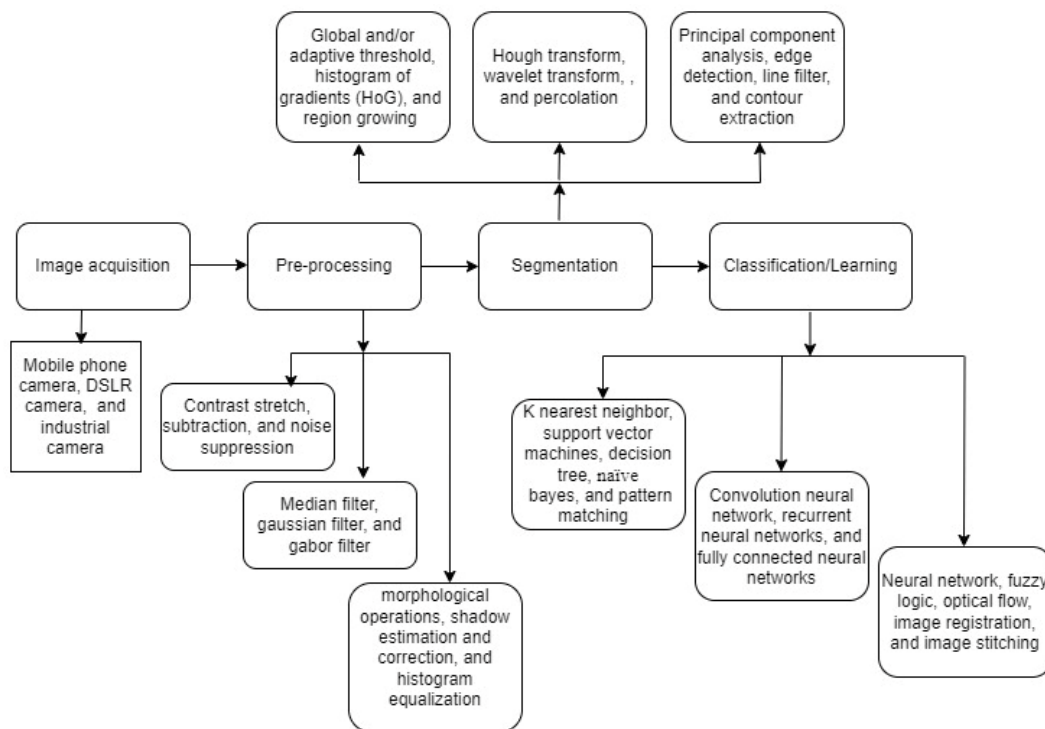 Global and/or
adaptive threshold,
histogram of
gradients (HoG), and
region growing
Hough transform,
wavelet transform, ,
and percolation
Principal component
analysis, edge
detection, line filter,
and contour
extraction
Image acquisition
Pre-processing
Segmentation
Classification/Learning
Mobile phone
camera, DSLR
camera, and
industrial
camera
Contrast stretch,
subtraction, and noise
suppression
Median filter,
gaussian filter, and
gabor filter
morphological
operations, shadow
estimation and
correction, and
histogram
equalization
K nearest neighbor,
support vector
machines, decision
tree, naïve
bayes, and pattern
matching
Convolution neural
network, recurrent
neural networks, and
fully connected neural
networks
Neural network, fuzzy
logic, optical flow,
image registration,
and image stitching